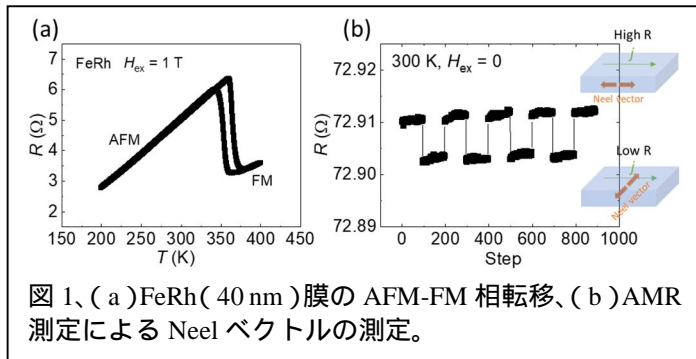 (a)
7
6
5
4
3
2
R (Ω)
FeRh H_ex = 1 T
AFM
FM
150 200 250 300 350 400 450
T (K)
(b)
72.92
72.91
72.90
72.89
R (Ω)
300 K, H_ex = 0
0 200 400 600 800 1000
Step
High R
j
Neel vector
Low R
j
Neel vector
図 1、(a)FeRh(40 nm)膜の AFM-FM 相転移、(b)AMR
測定による Neel ベクトルの測定。